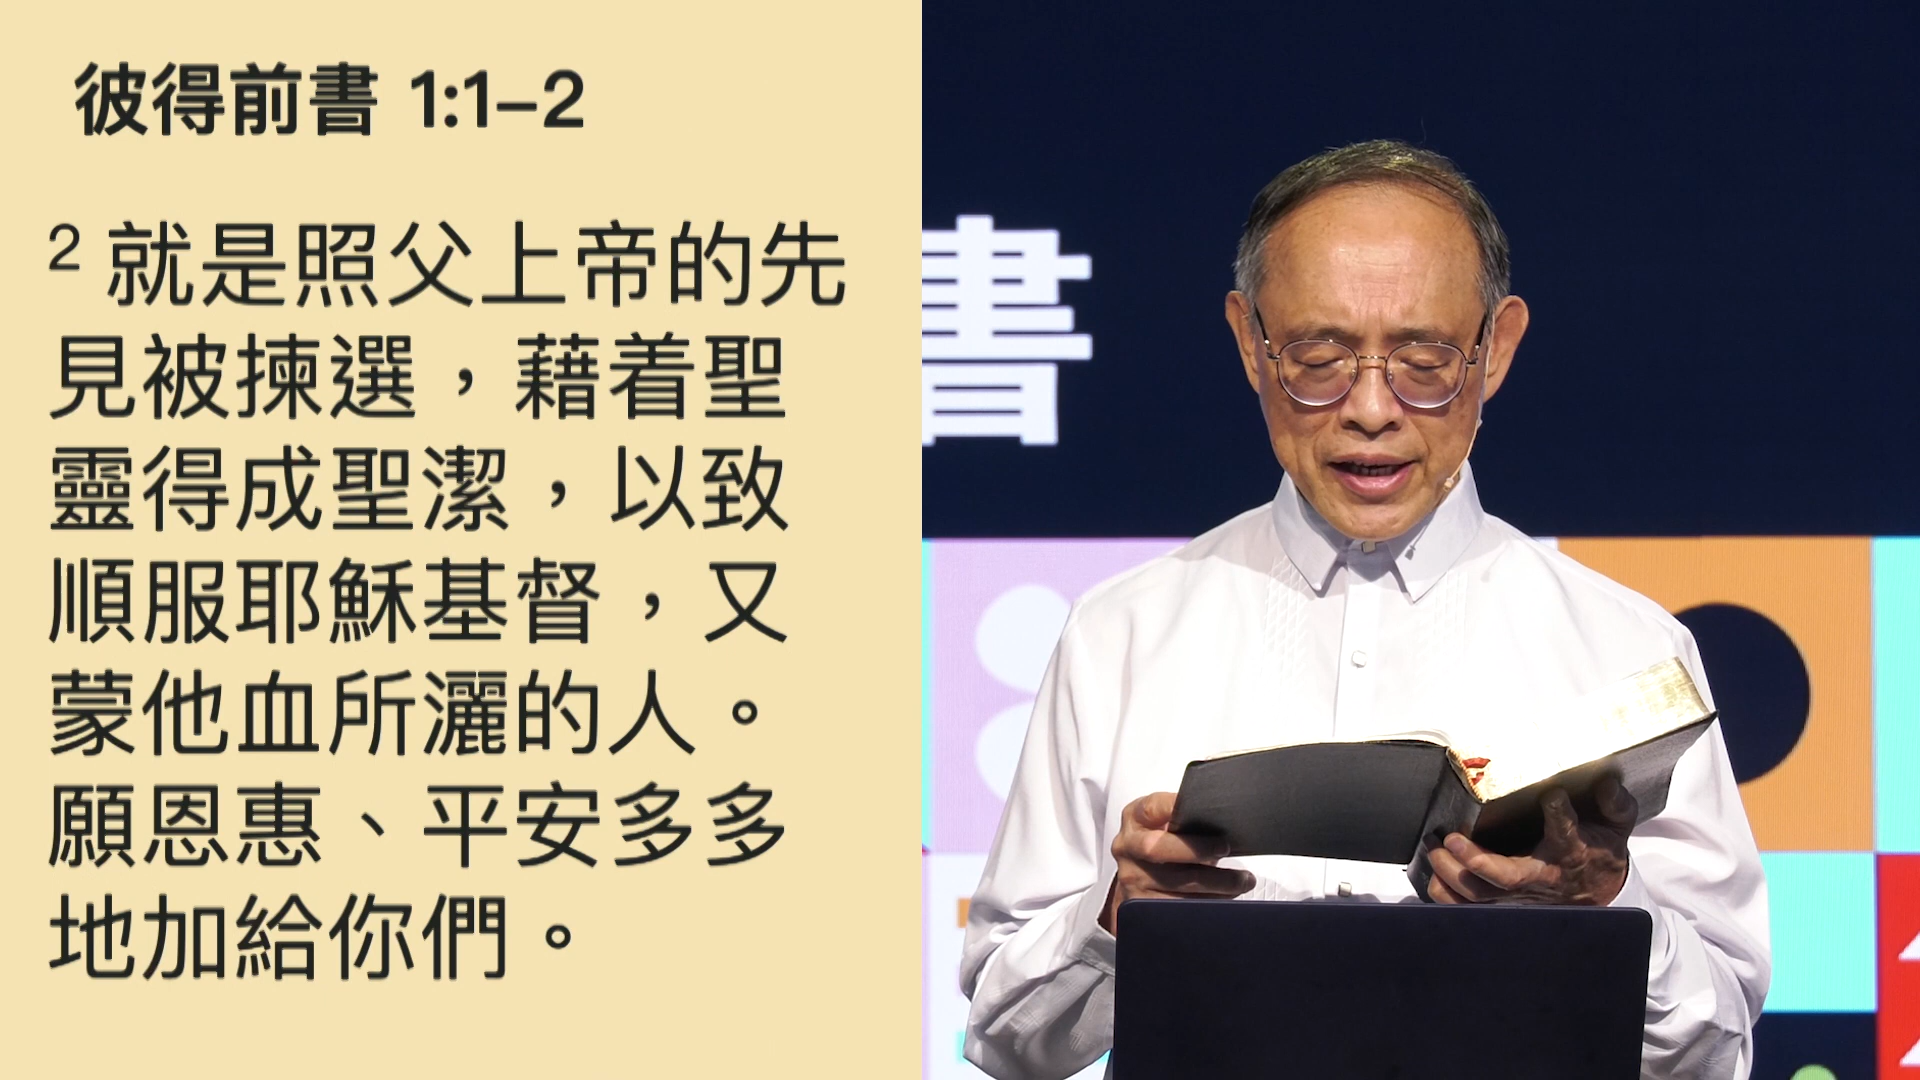 彼得前書 1:1–2
2 就是照父上帝的先
見被揀選，藉着聖
靈得成聖潔，以致
順服耶穌基督，又
蒙他血所灑的人。
願恩惠、平安多多
地加給你們。
書